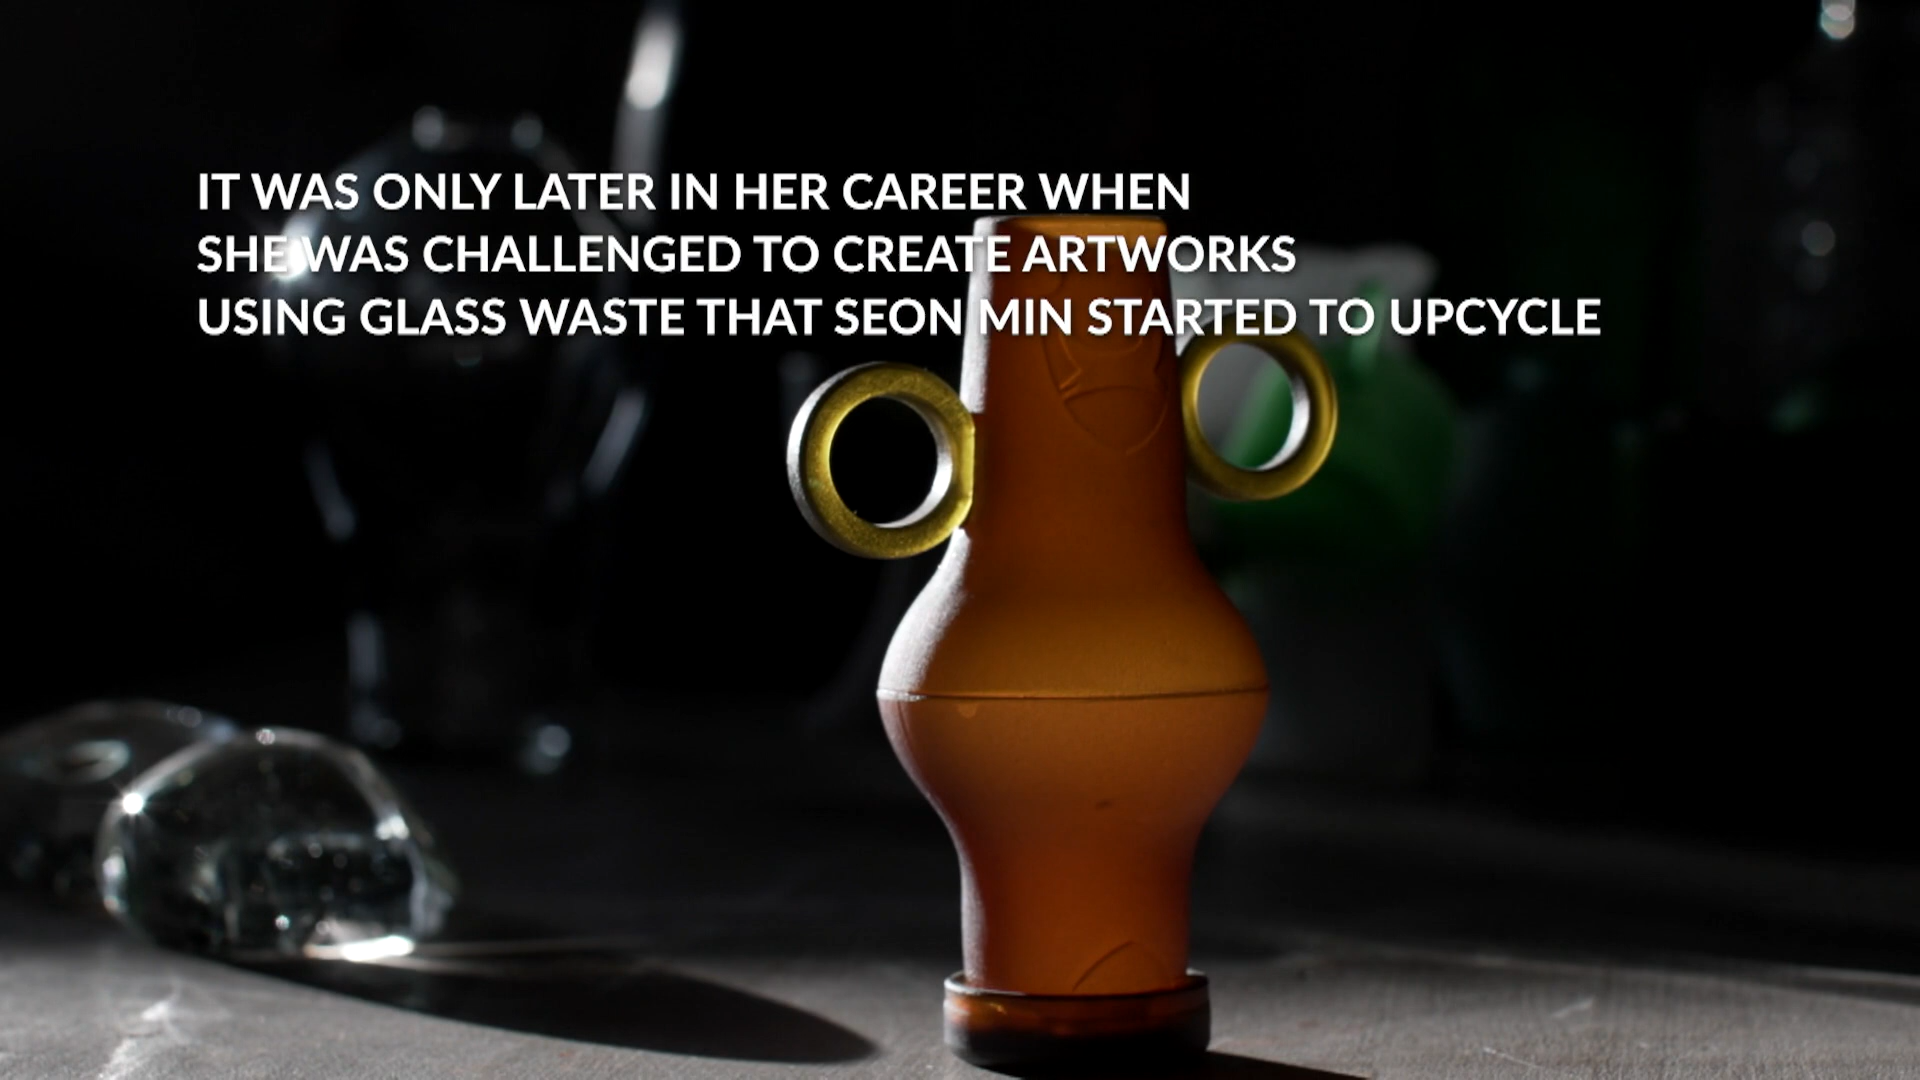 IT WAS ONLY LATER IN HER CAREER WHEN
SHE WAS CHALLENGED TO CREATE ARTWORKS
USING GLASS WASTE THAT SEON MIN STARTED TO UPCYCLE